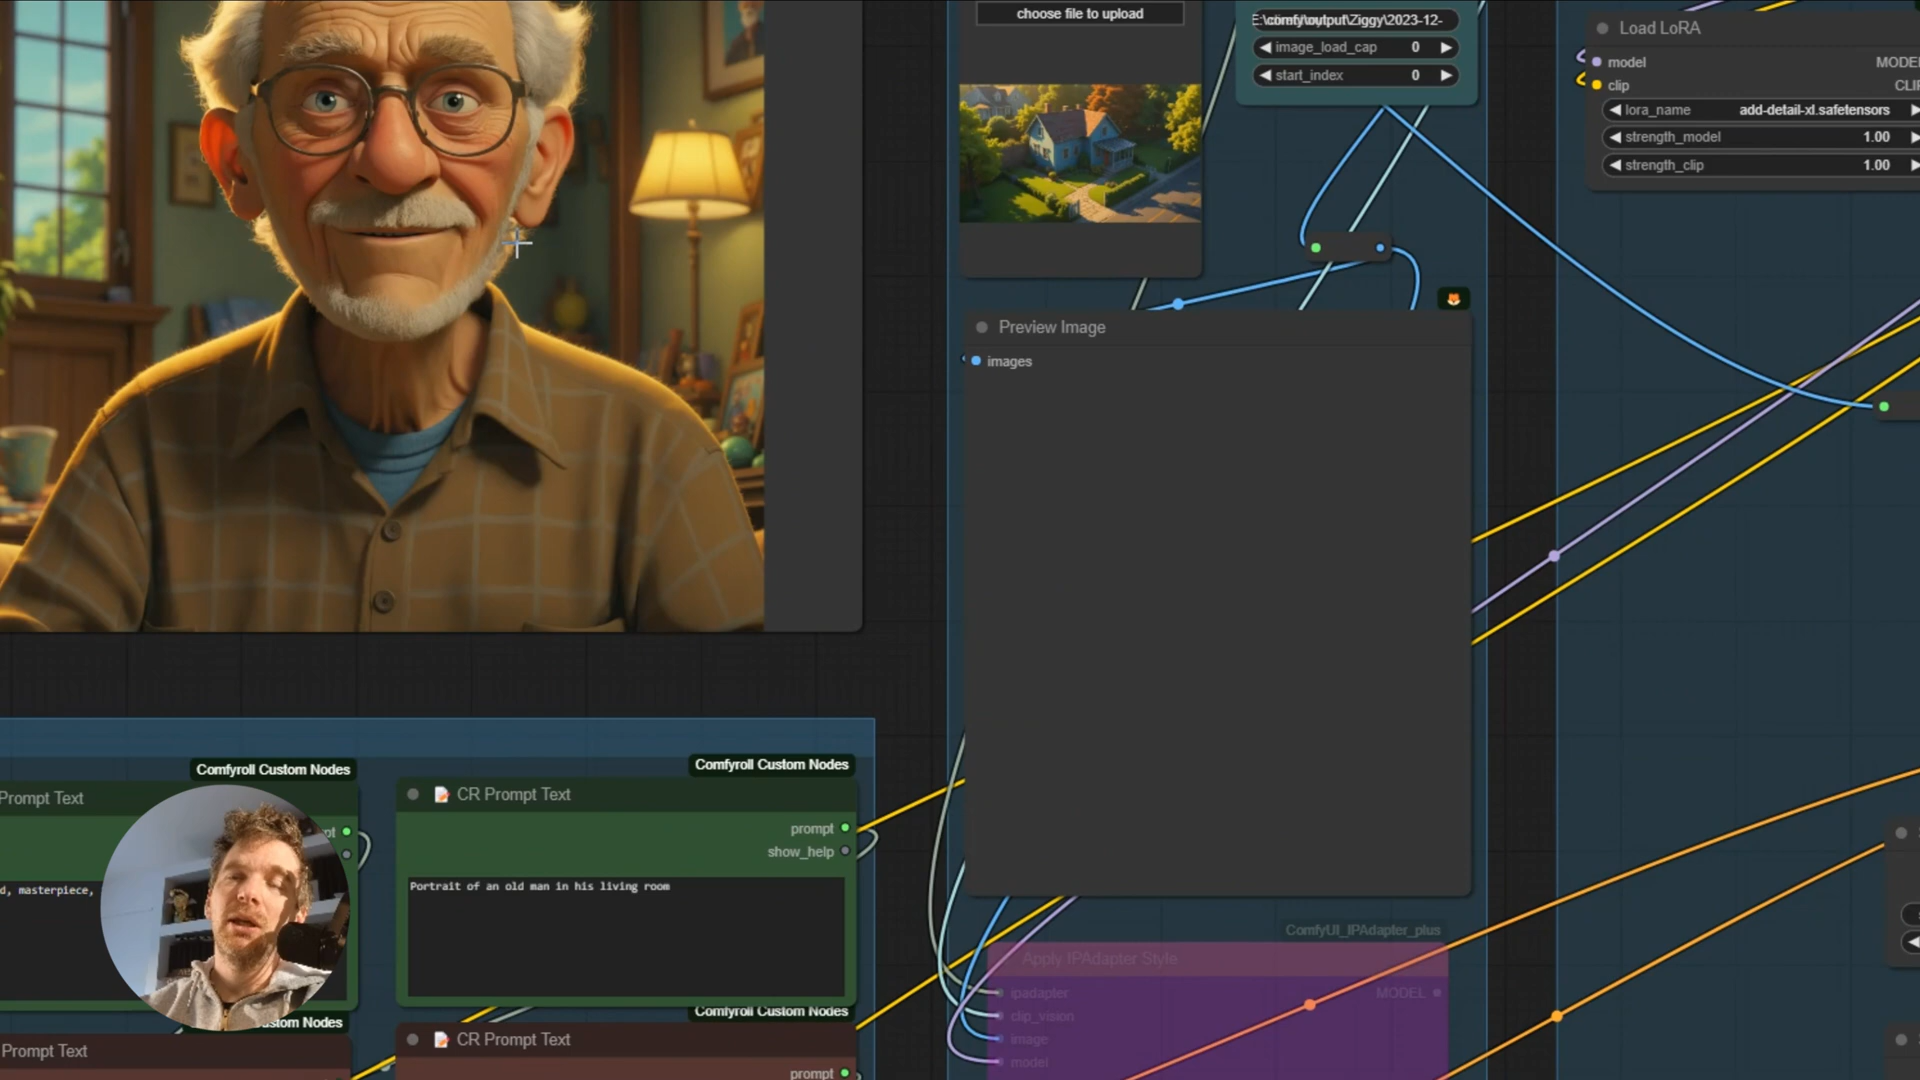 choose file to upload
E:\comfy\output\Ziggy\2023-12-
image_load_cap 0
start_index 0
Load LoRA
model MODEL
clip CLIP
lora_name add-detail-xl.safetensors
strength_model 1.00
strength_clip 1.00
Preview Image
images
Comfyroll Custom Nodes
Comfyroll Custom Nodes
Prompt Text
CR Prompt Text
prompt
show_help
pt
d, masterpiece,
Portrait of an old man in his living room
ComfyUI_IPAdapter_plus
Apply IPAdapter Style
ipadapter MODEL
clip_vision
image
model
Custom Nodes
Comfyroll Custom Nodes
Prompt Text
CR Prompt Text
prompt